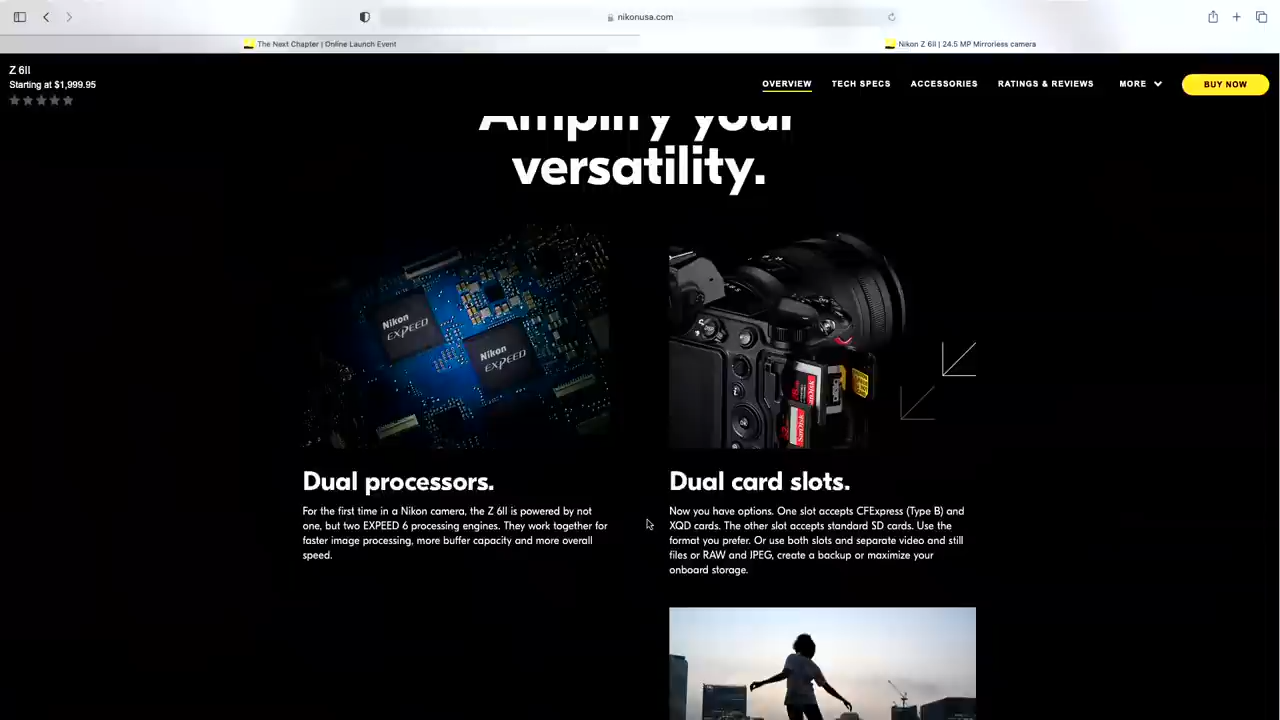 nikonusa.com
The Next Chapter | Online Launch Event
Nikon Z 6II | 24.5 MP Mirrorless camera
Z 6II
Starting at $1,999.95
OVERVIEW
TECH SPECS
ACCESSORIES
RATINGS & REVIEWS
MORE
BUY NOW
Amplify your
versatility.
Nikon
EXPEED
Nikon
EXPEED
SanDisk
SanDisk
Dual processors.
For the first time in a Nikon camera, the Z 6II is powered by not
one, but two EXPEED 6 processing engines. They work together for
faster image processing, more buffer capacity and more overall
speed.
Dual card slots.
Now you have options. One slot accepts CFExpress (Type B) and
XQD cards. The other slot accepts standard SD cards. Use the
format you prefer. Or use both slots and separate video and still
files or RAW and JPEG, create a backup or maximize your
onboard storage.